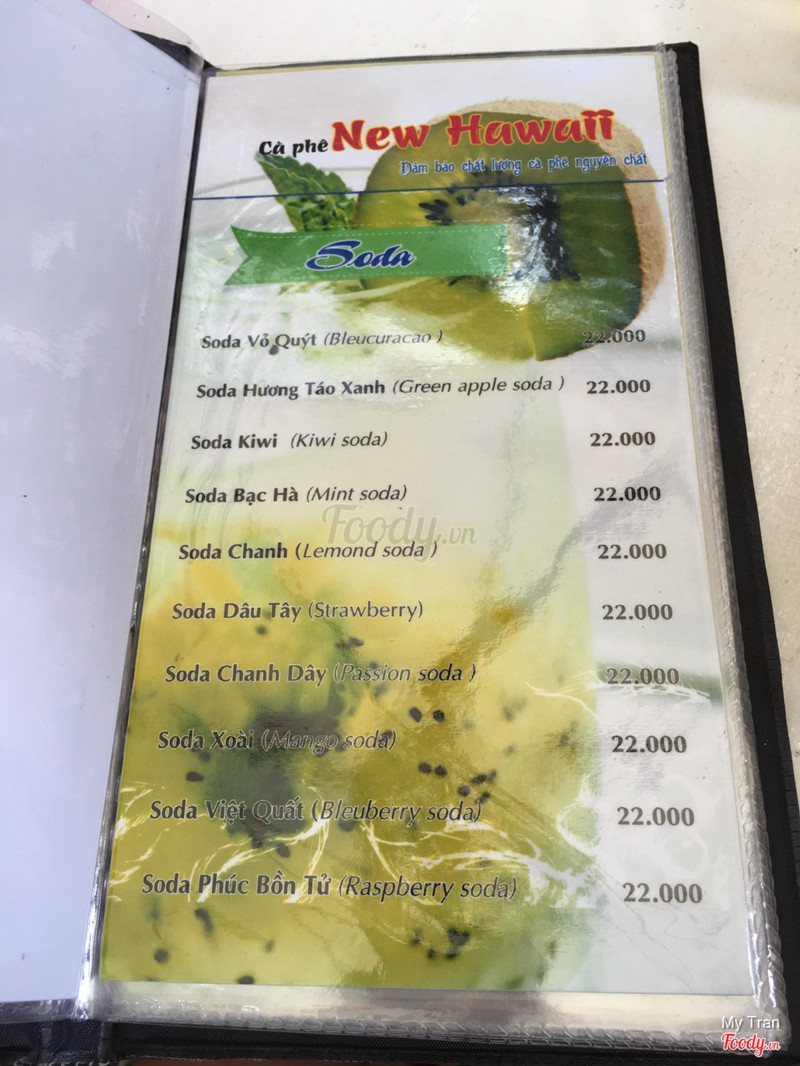 Cà phê New Hawaii
Đảm bảo chất lượng cà phê nguyên chất
Soda
Soda Vỏ Quýt (Bleucuracao ) 22.000
Soda Hương Táo Xanh (Green apple soda ) 22.000
Soda Kiwi (Kiwi soda) 22.000
Soda Bạc Hà (Mint soda) 22.000
Foody.vn
Soda Chanh (Lemond soda ) 22.000
Soda Dâu Tây (Strawberry) 22.000
Soda Chanh Dây (Passion soda ) 22.000
Soda Xoài (Mango soda) 22.000
Soda Việt Quất (Bleuberry soda) 22.000
Soda Phúc Bồn Tử (Raspberry soda) 22.000
My Tran
Foody.vn